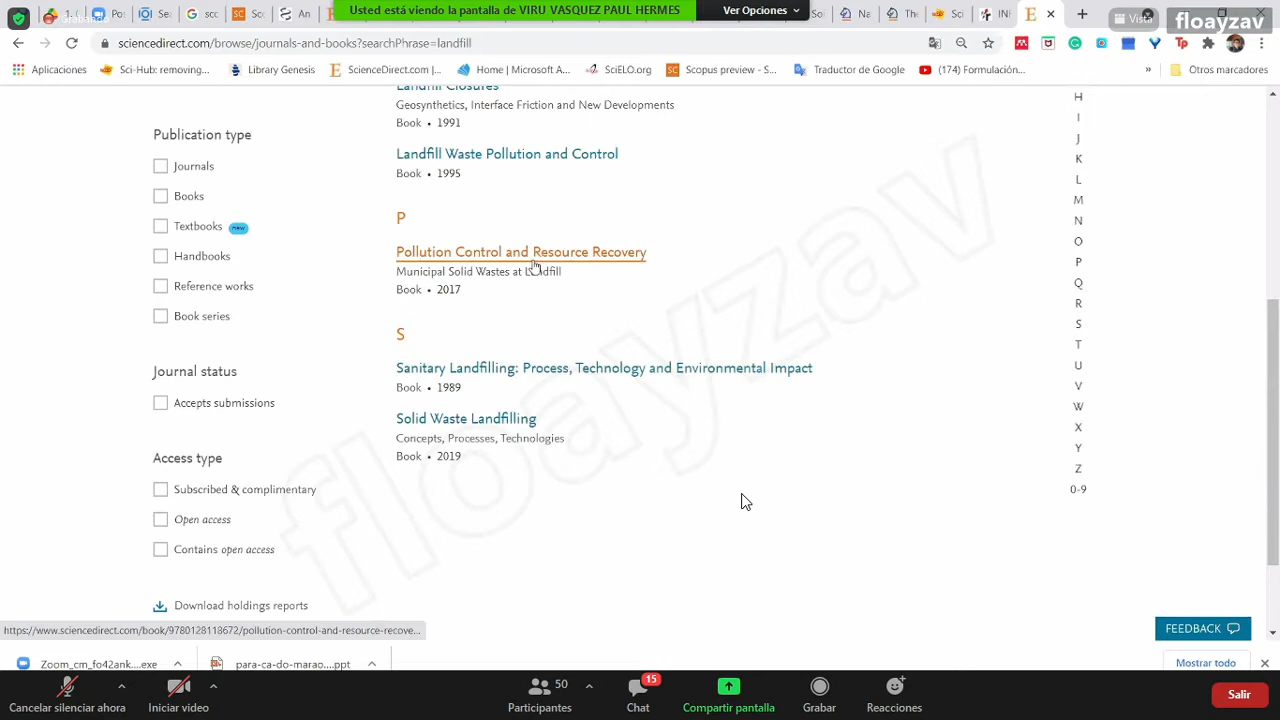 Usted está viendo la pantalla de VIRU VASQUEZ PAUL HERMES
Ver Opciones
Vista
floayzav
sciencedirect.com/browse/journals-and-books?searchPhrase=landfill
Aplicaciones
Sci-Hub: removing...
Library Genesis
ScienceDirect.com |...
Home | Microsoft A...
SciELO.org
Scopus preview - S...
Traductor de Google
(174) Formulación...
»
Otros marcadores
Landfill Closures
Geosynthetics, Interface Friction and New Developments
Book • 1991
Landfill Waste Pollution and Control
Book • 1995
P
Pollution Control and Resource Recovery
Municipal Solid Wastes at Landfill
Book • 2017
S
Sanitary Landfilling: Process, Technology and Environmental Impact
Book • 1989
Solid Waste Landfilling
Concepts, Processes, Technologies
Book • 2019
Publication type
Journals
Books
Textbooks new
Handbooks
Reference works
Book series
Journal status
Accepts submissions
Access type
Subscribed & complimentary
Open access
Contains open access
Download holdings reports
H
I
J
K
L
M
N
O
P
Q
R
S
T
U
V
W
X
Y
Z
0-9
floayzav
FEEDBACK
https://www.sciencedirect.com/book/9780128118672/pollution-control-and-resource-recove...
Zoom_cm_fo42ank....exe
para-ca-do-marao....ppt
Mostrar todo
Cancelar silenciar ahora
Iniciar video
50
Participantes
15
Chat
Compartir pantalla
Grabar
Reacciones
Salir